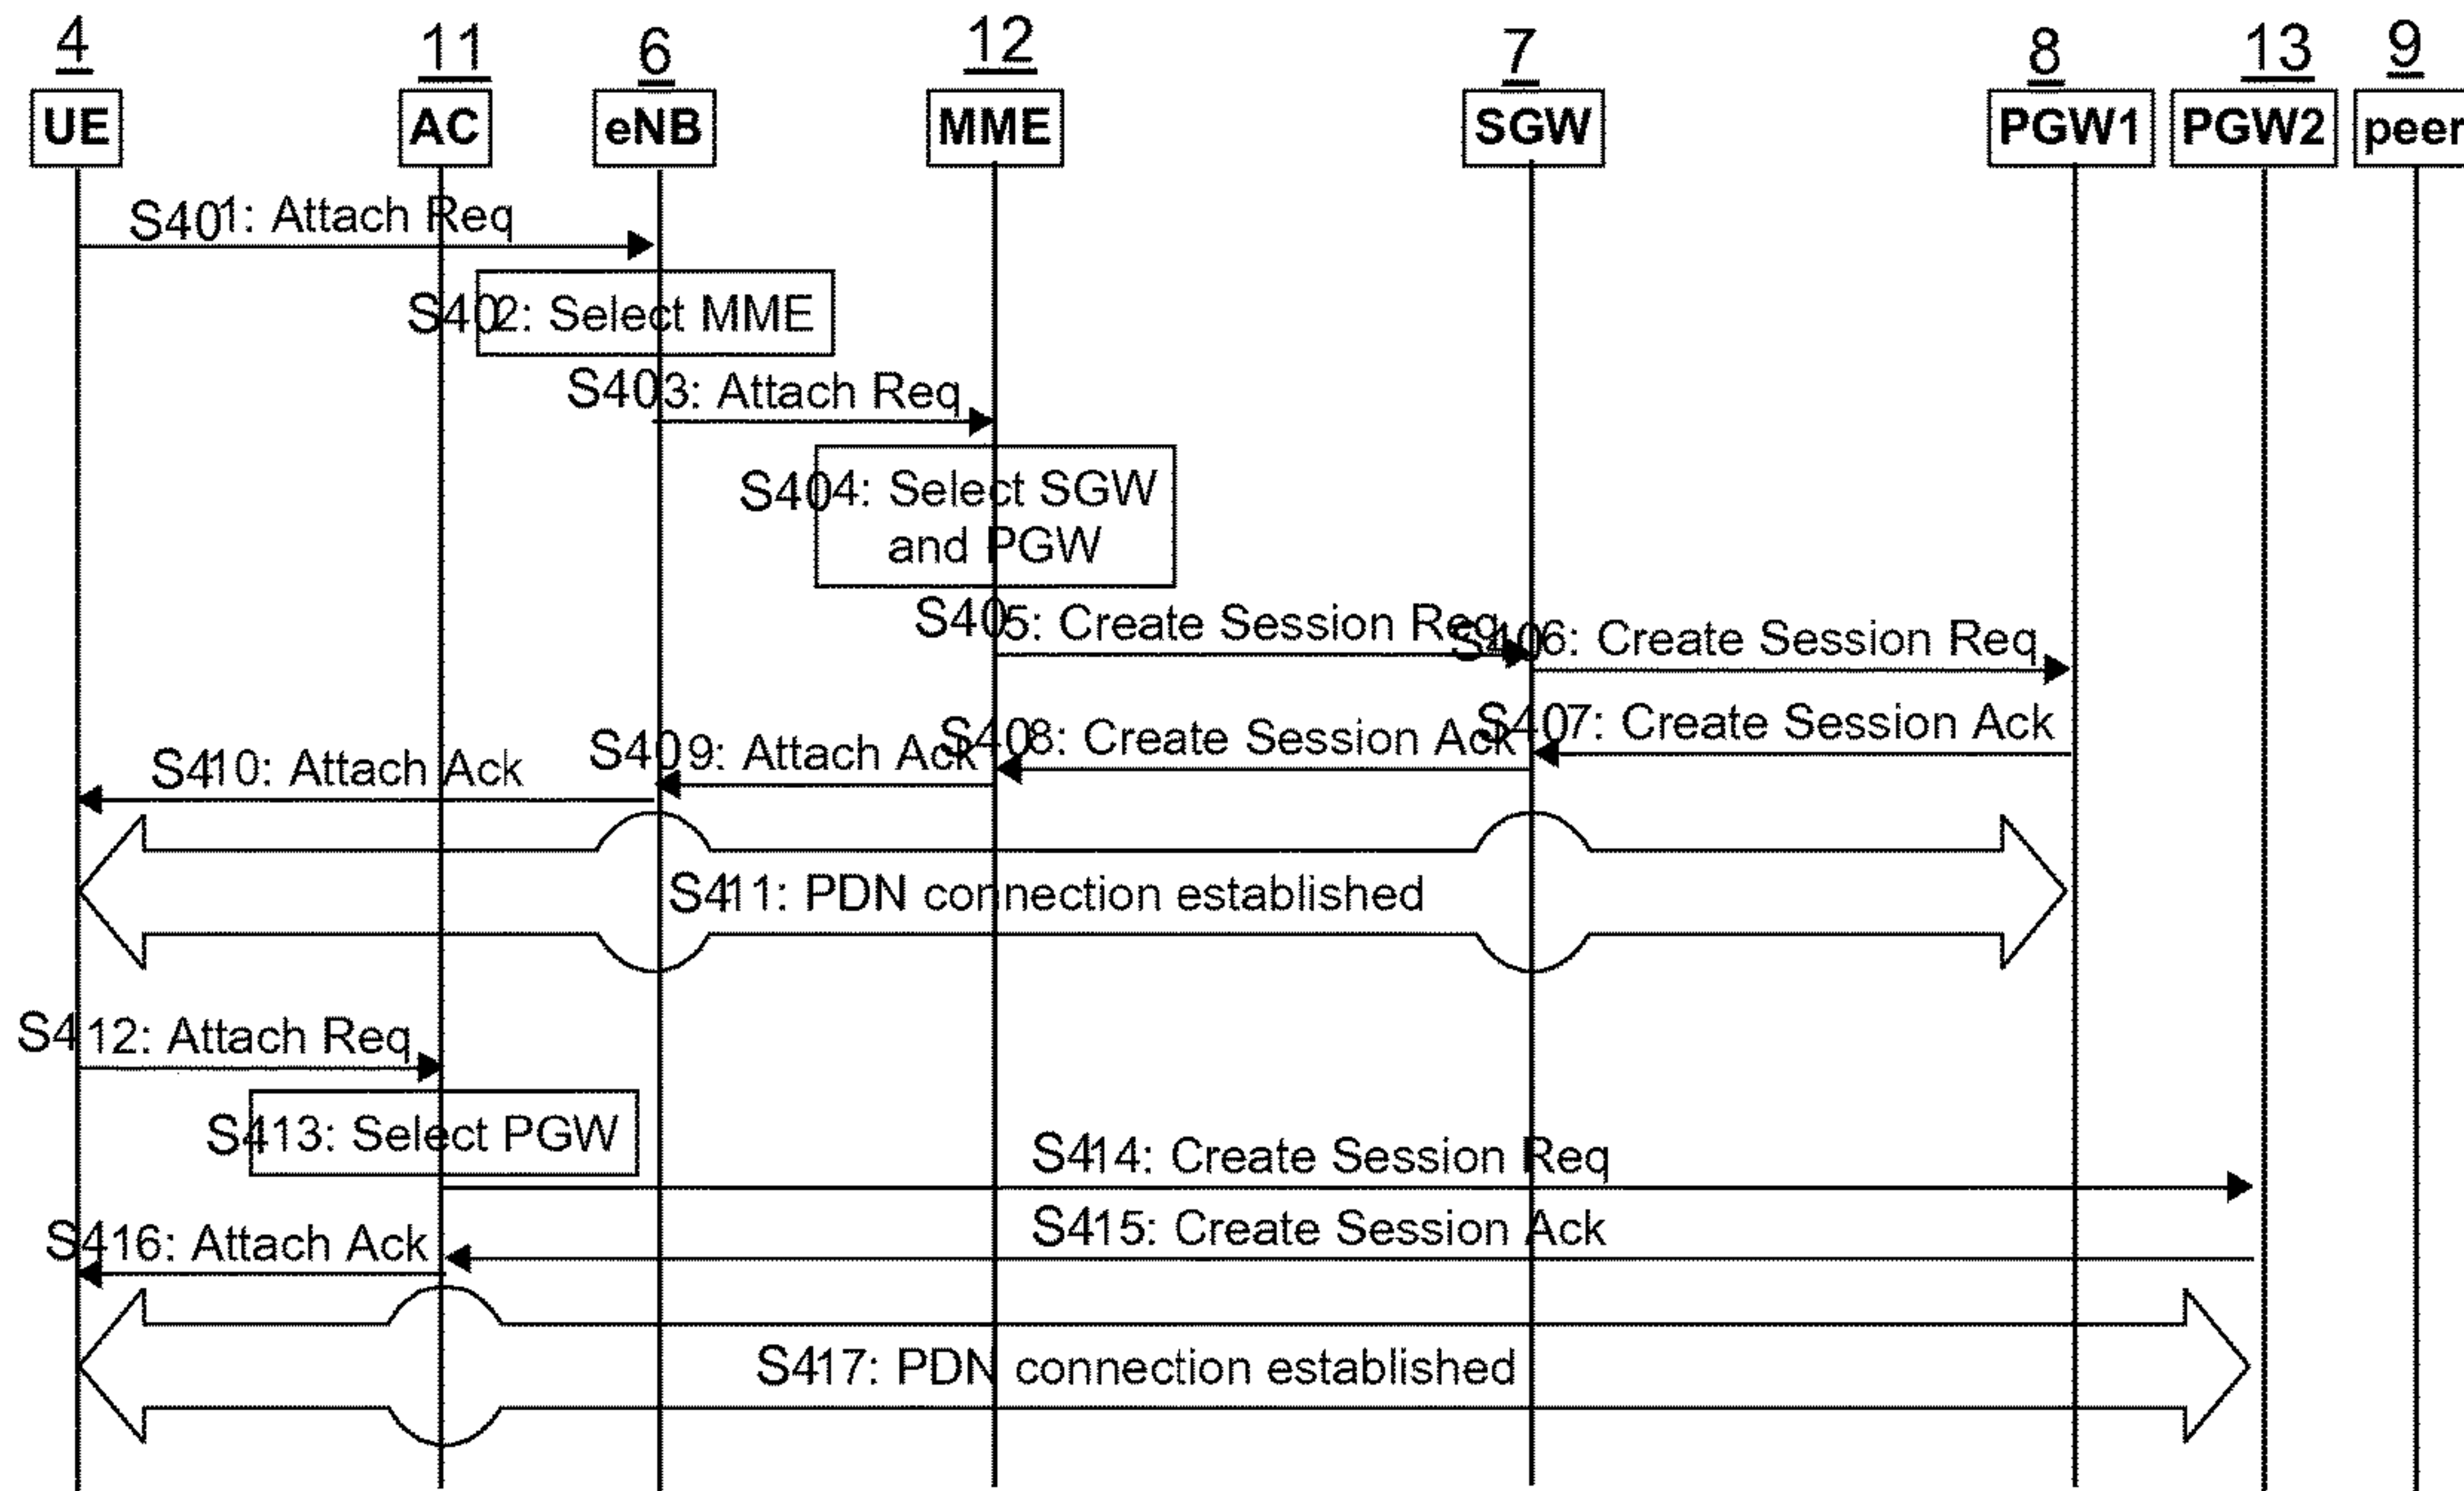 4 11 6 12 7 8 13 9
UE AC eNB MME SGW PGW1 PGW2 peer
S401: Attach Req
S402: Select MME
S403: Attach Req
S404: Select SGW
and PGW
S405: Create Session Req
S406: Create Session Req
S407: Create Session Ack
S408: Create Session Ack
S409: Attach Ack
S410: Attach Ack
S411: PDN connection established
S412: Attach Req
S413: Select PGW
S414: Create Session Req
S415: Create Session Ack
S416: Attach Ack
S417: PDN connection established